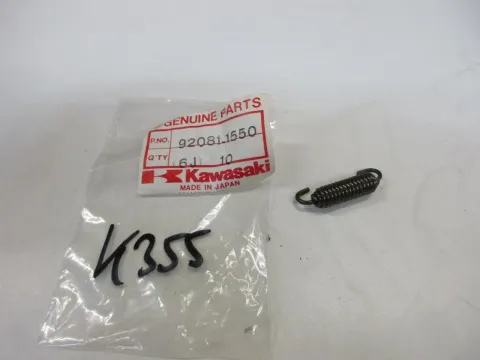 GENUINE PARTS
P.NO. 92081-1550
Q'TY 6J 10
Kawasaki
MADE IN JAPAN
K355